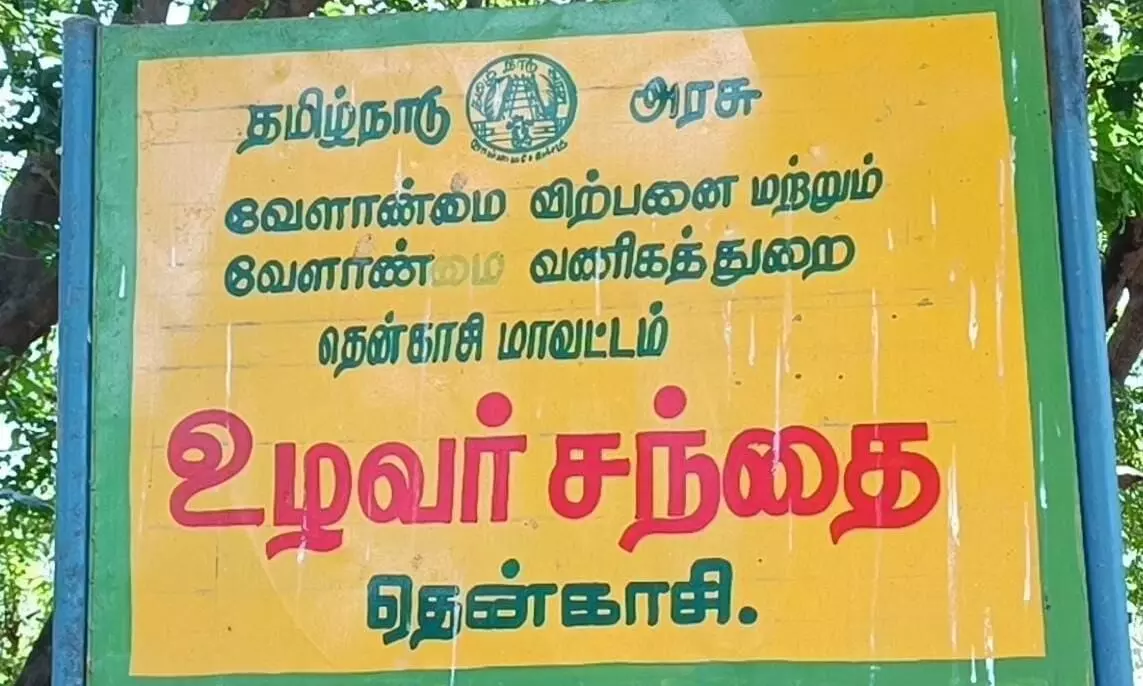 தமிழ்நாடு அரசு
வேளாண்மை விற்பனை மற்றும்
வேளாண்மை வணிகத்துறை
தென்காசி மாவட்டம்
உழவர் சந்தை
தென்காசி.